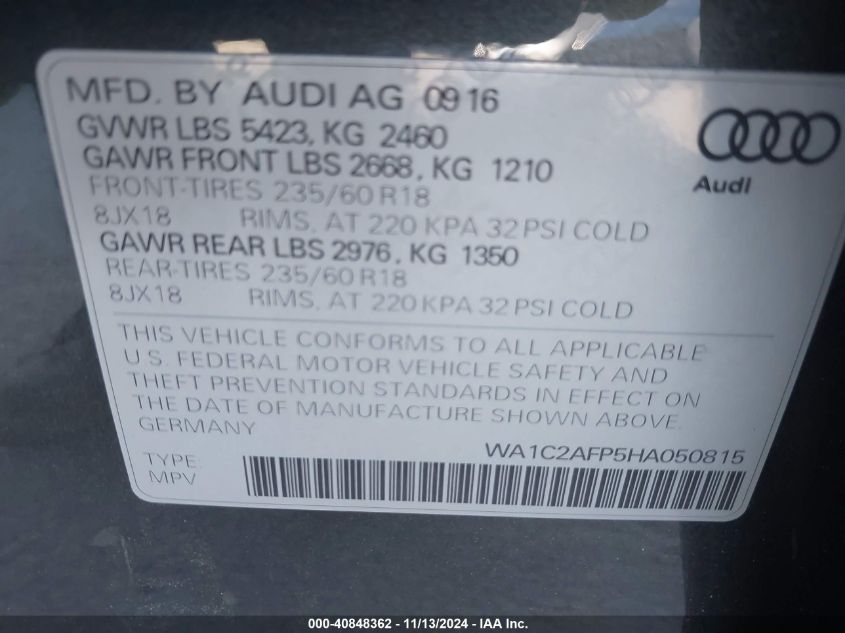 MFD. BY AUDI AG 09 16
GVWR LBS 5423, KG 2460
GAWR FRONT LBS 2668, KG 1210
FRONT-TIRES 235/60 R18
8JX18 RIMS, AT 220 KPA 32 PSI COLD
GAWR REAR LBS 2976, KG 1350
REAR-TIRES 235/60 R18
8JX18 RIMS, AT 220 KPA 32 PSI COLD
Audi
THIS VEHICLE CONFORMS TO ALL APPLICABLE
U.S. FEDERAL MOTOR VEHICLE SAFETY AND
THEFT PREVENTION STANDARDS IN EFFECT ON
THE DATE OF MANUFACTURE SHOWN ABOVE.
GERMANY
WA1C2AFP5HA050815
TYPE:
MPV
000-40848362 - 11/13/2024 - IAA Inc.